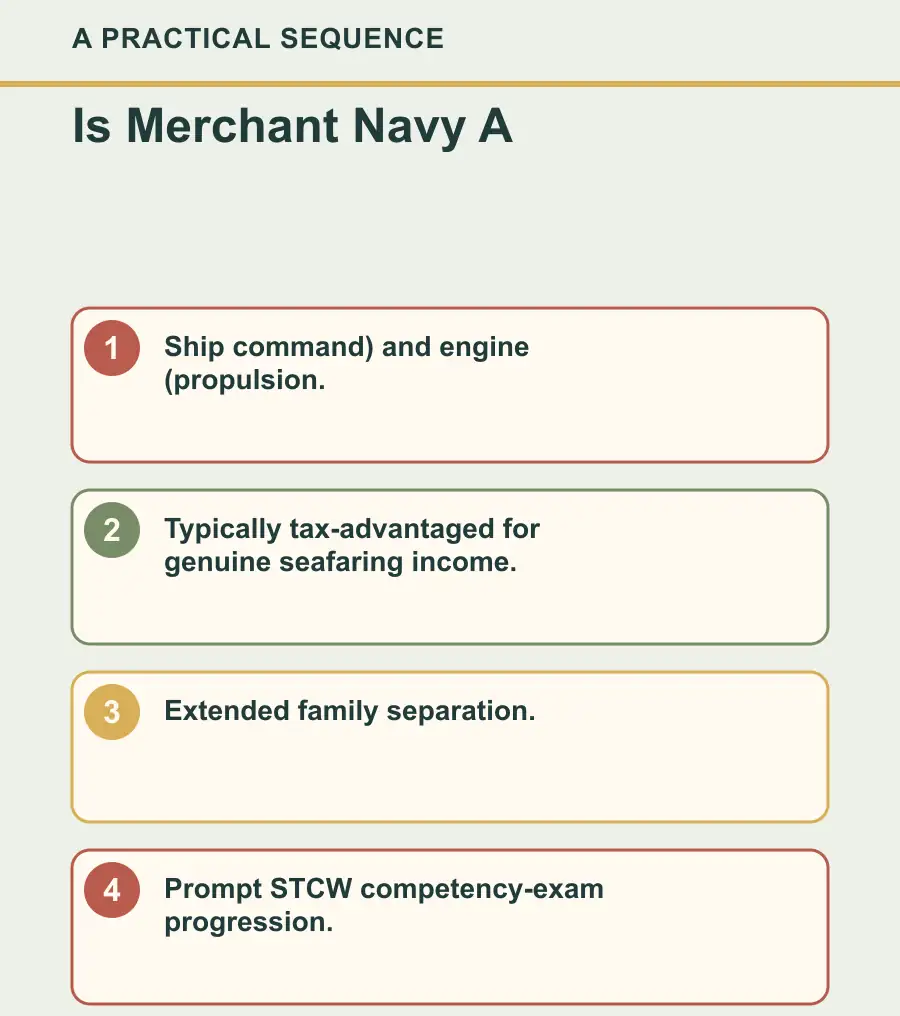 A PRACTICAL SEQUENCE
Is Merchant Navy A
1
Ship command) and engine
(propulsion.
2
Typically tax-advantaged for
genuine seafaring income.
3
Extended family separation.
4
Prompt STCW competency-exam
progression.